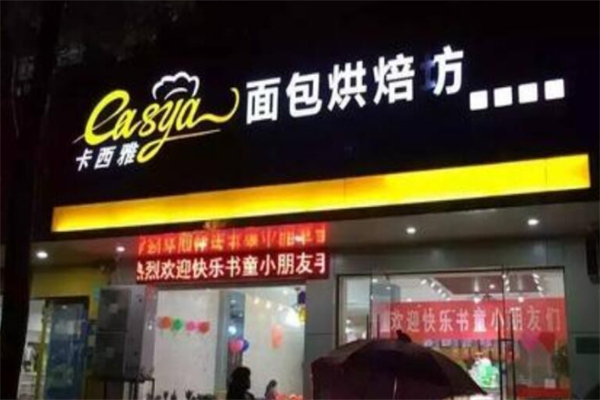 easya
卡西雅
面包烘焙坊
热烈欢迎快乐书童小朋友
欢迎快乐书童小朋友们